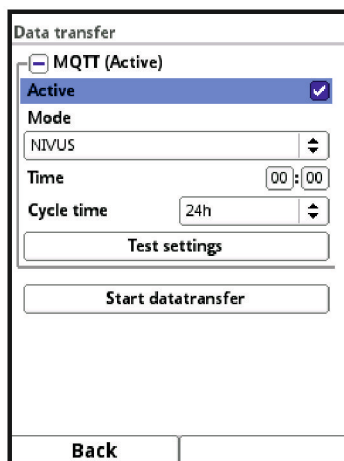 Data transfer
MQTT (Active)
Active
Mode
NIVUS
Time 00:00
Cycle time 24h
Test settings
Start datatransfer
Back